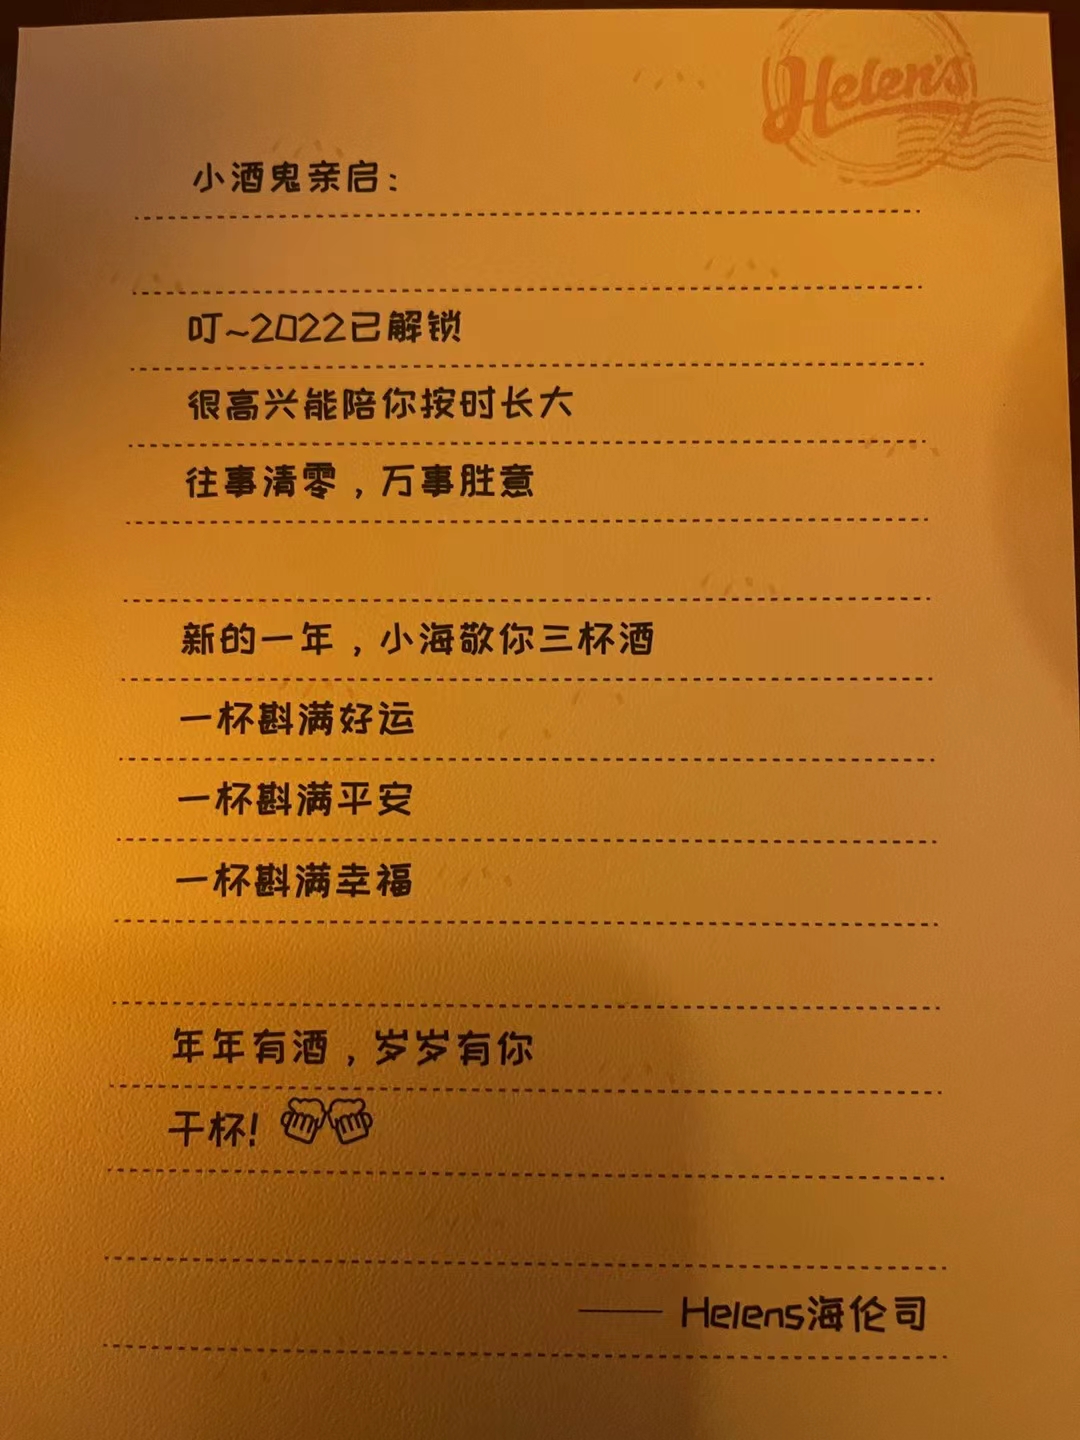 Helen's
小酒鬼亲启：
叮~2022已解锁
很高兴能陪你按时长大
往事清零，万事胜意
新的一年，小海敬你三杯酒
一杯斟满好运
一杯斟满平安
一杯斟满幸福
年年有酒，岁岁有你
干杯！
—— Helens海伦司